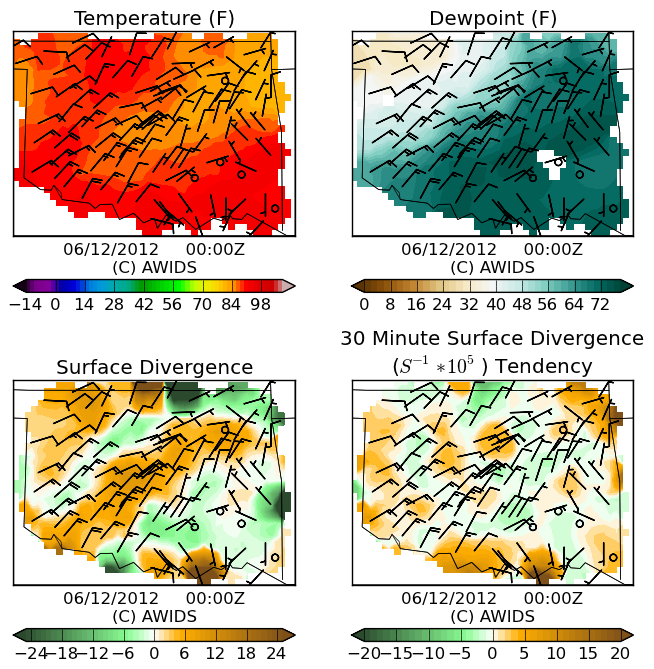 Temperature (F)
Dewpoint (F)
06/12/2012 00:00Z
(C) AWIDS
−14 0 14 28 42 56 70 84 98
06/12/2012 00:00Z
(C) AWIDS
0 8 16 24 32 40 48 56 64 72
Surface Divergence
30 Minute Surface Divergence
(S⁻¹ *10⁵ ) Tendency
06/12/2012 00:00Z
(C) AWIDS
−24 −18 −12 −6 0 6 12 18 24
06/12/2012 00:00Z
(C) AWIDS
−20 −15 −10 −5 0 5 10 15 20